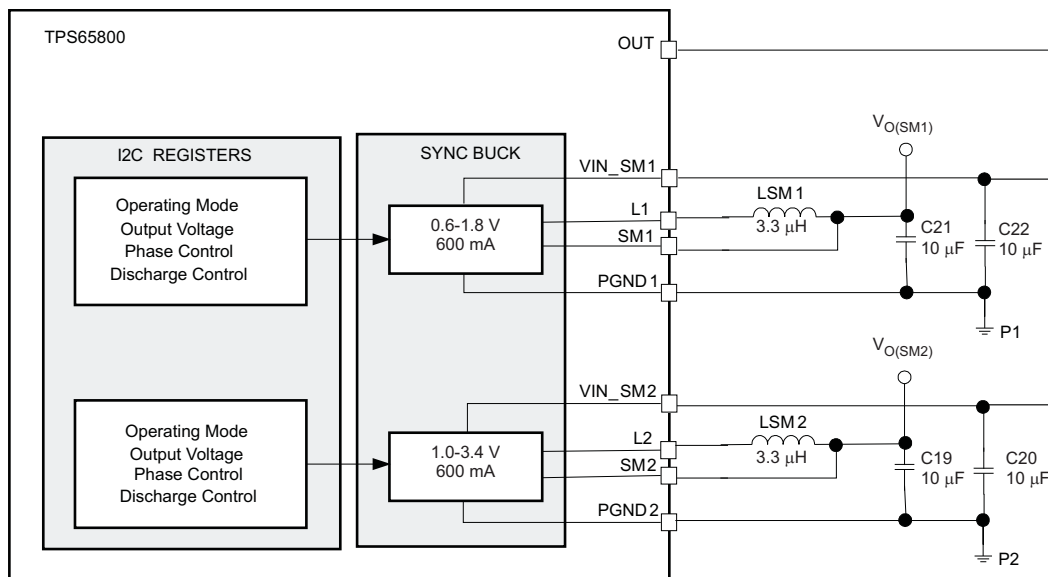 TPS65800
OUT
I2C REGISTERS
SYNC BUCK
V_O(SM1)
VIN_SM1
Operating Mode
Output Voltage
Phase Control
Discharge Control
0.6-1.8 V
600 mA
L1
SM1
PGND1
LSM1
3.3 μH
C21
10 μF
C22
10 μF
P1
V_O(SM2)
VIN_SM2
Operating Mode
Output Voltage
Phase Control
Discharge Control
1.0-3.4 V
600 mA
L2
SM2
PGND2
LSM2
3.3 μH
C19
10 μF
C20
10 μF
P2